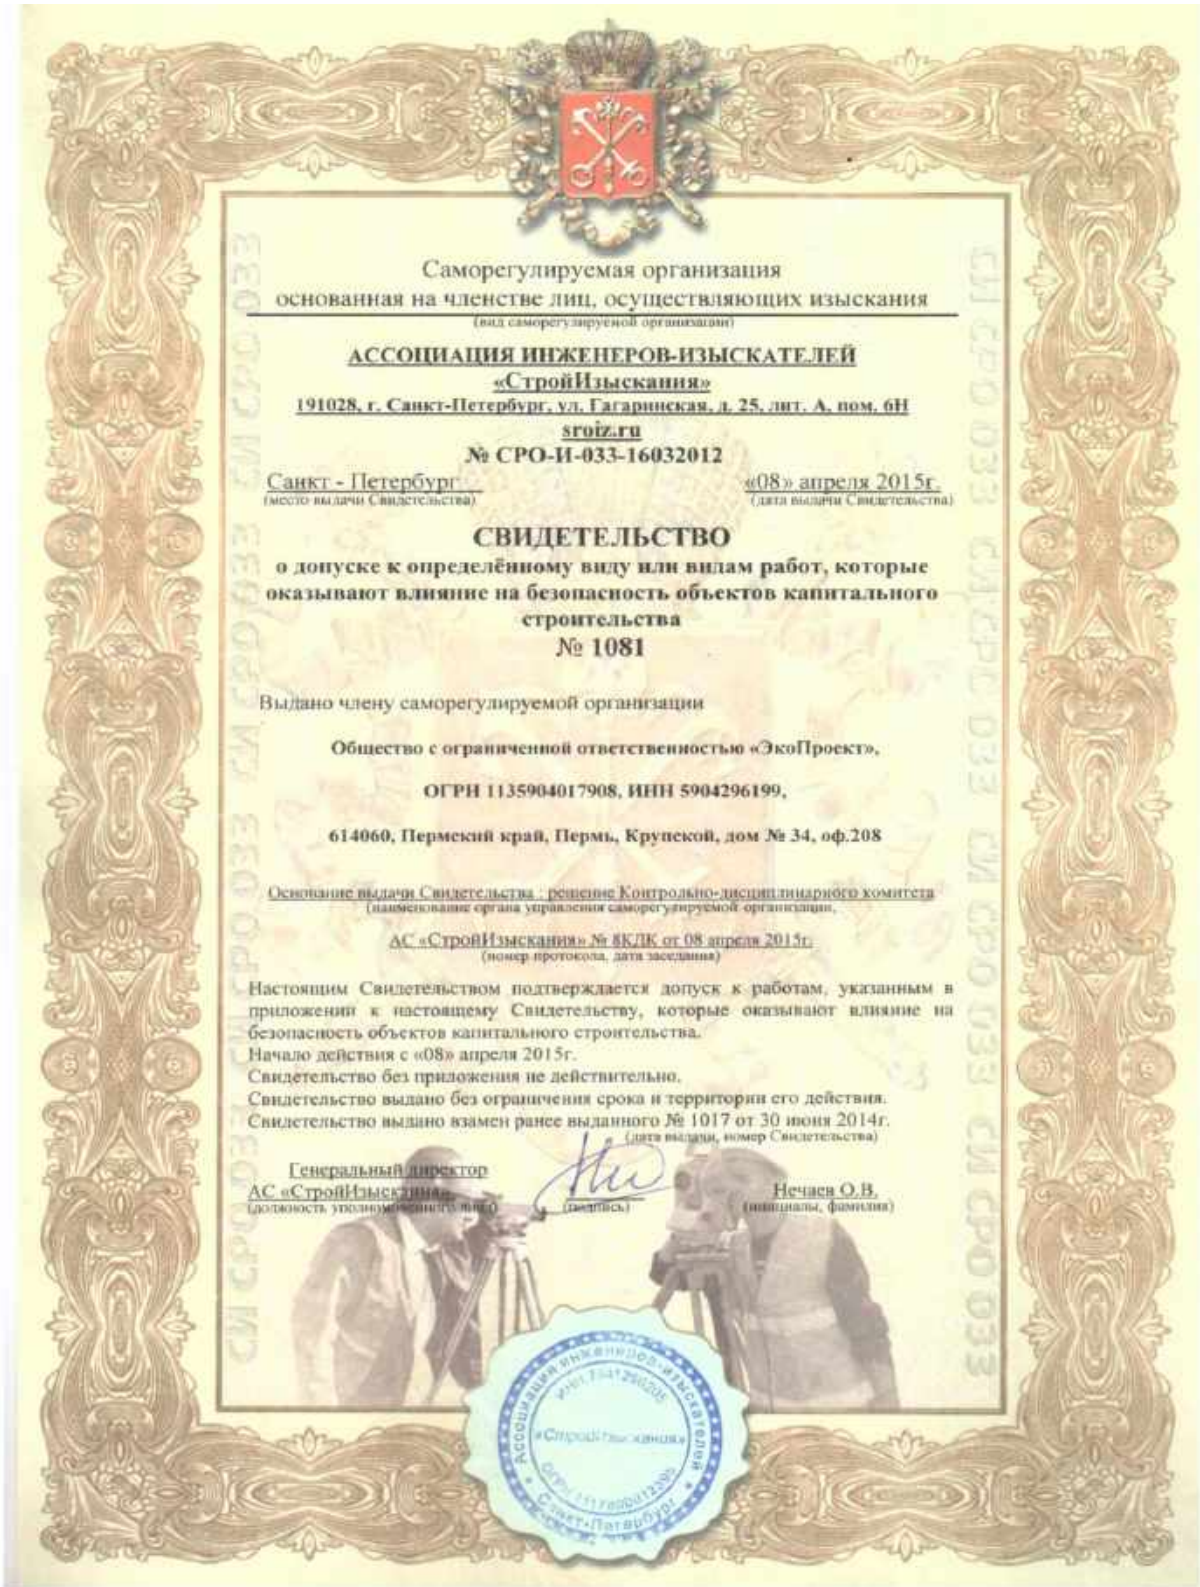 Саморегулируемая организация
основанная на членстве лиц, осуществляющих изыскания
(вид саморегулируемой организации)
АССОЦИАЦИЯ ИНЖЕНЕРОВ-ИЗЫСКАТЕЛЕЙ
«СтройИзыскания»
191028, г. Санкт-Петербург, ул. Гагаринская, д. 25, лит. А, пом. 6Н
sroiz.ru
№ СРО-И-033-16032012
Санкт - Петербург «08» апреля 2015г.
(место выдачи Свидетельства) (дата выдачи Свидетельства)
СВИДЕТЕЛЬСТВО
о допуске к определённому виду или видам работ, которые
оказывают влияние на безопасность объектов капитального
строительства
№ 1081
Выдано члену саморегулируемой организации
Общество с ограниченной ответственностью «ЭкоПроект»,
ОГРН 1135904017908, ИНН 5904296199,
614060, Пермский край, Пермь, Крупской, дом № 34, оф.208
Основание выдачи Свидетельства : решение Контрольно-дисциплинарного комитета
(наименование органа управления саморегулируемой организации,
АС «СтройИзыскания» № 8КДК от 08 апреля 2015г.
(номер протокола, дата заседания)
Настоящим Свидетельством подтверждается допуск к работам, указанным в
приложении к настоящему Свидетельству, которые оказывают влияние на
безопасность объектов капитального строительства.
Начало действия с «08» апреля 2015г.
Свидетельство без приложения не действительно.
Свидетельство выдано без ограничения срока и территории его действия.
Свидетельство выдано взамен ранее выданного № 1017 от 30 июня 2014г.
(дата выдачи, номер Свидетельства)
Генеральный директор
АС «СтройИзыскания» Нечаев О.В.
(должность уполномоченного лица) (подпись) (инициалы, фамилия)
Ассоциация инженеров-изыскателей
«СтройИзыскания»
Санкт-Петербург